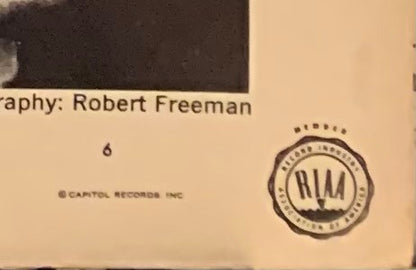 raphy: Robert Freeman
6
© CAPITOL RECORDS INC
MEMBER
RECORD INDUSTRY
RIAA
ASSOCIATION OF AMERICA